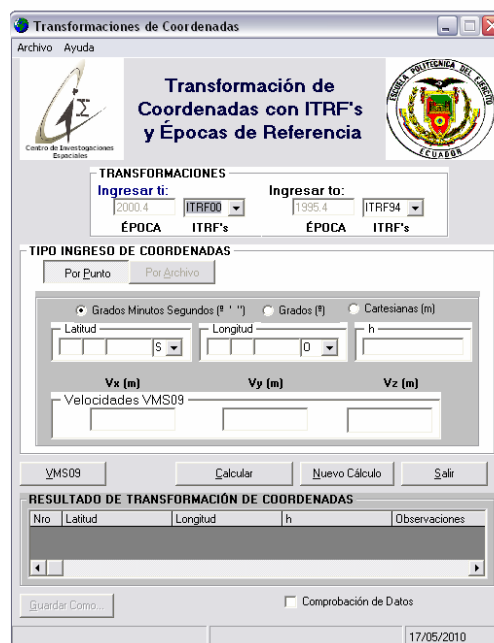 Transformaciones de Coordenadas
Archivo Ayuda
Centro de Investogaciones
Espaciales
Transformación de
Coordenadas con ITRF's
y Épocas de Referencia
ESCUELA POLITECNICA DEL EJERCITO
ECUADOR
TRANSFORMACIONES
Ingresar ti: Ingresar to:
2000.4 ITRF00 1995.4 ITRF94
ÉPOCA ITRF's ÉPOCA ITRF's
TIPO INGRESO DE COORDENADAS
Por Punto Por Archivo
Grados Minutos Segundos (º ' '') Grados (º) Cartesianas (m)
Latitud Longitud h
S O
Vx (m) Vy (m) Vz (m)
Velocidades VMS09
VMS09 Calcular Nuevo Cálculo Salir
RESULTADO DE TRANSFORMACIÓN DE COORDENADAS
Nro Latitud Longitud h Observaciones
Guardar Como... Comprobación de Datos
17/05/2010